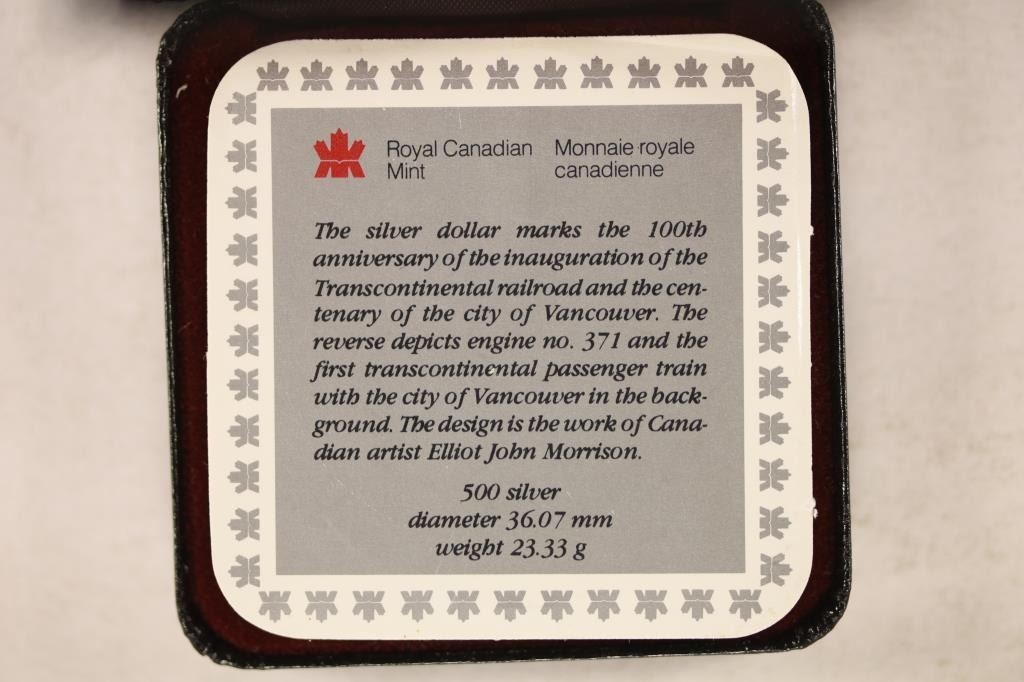 Royal Canadian Mint
Monnaie royale canadienne
The silver dollar marks the 100th
anniversary of the inauguration of the
Transcontinental railroad and the cen-
tenary of the city of Vancouver. The
reverse depicts engine no. 371 and the
first transcontinental passenger train
with the city of Vancouver in the back-
ground. The design is the work of Cana-
dian artist Elliot John Morrison.
500 silver
diameter 36.07 mm
weight 23.33 g